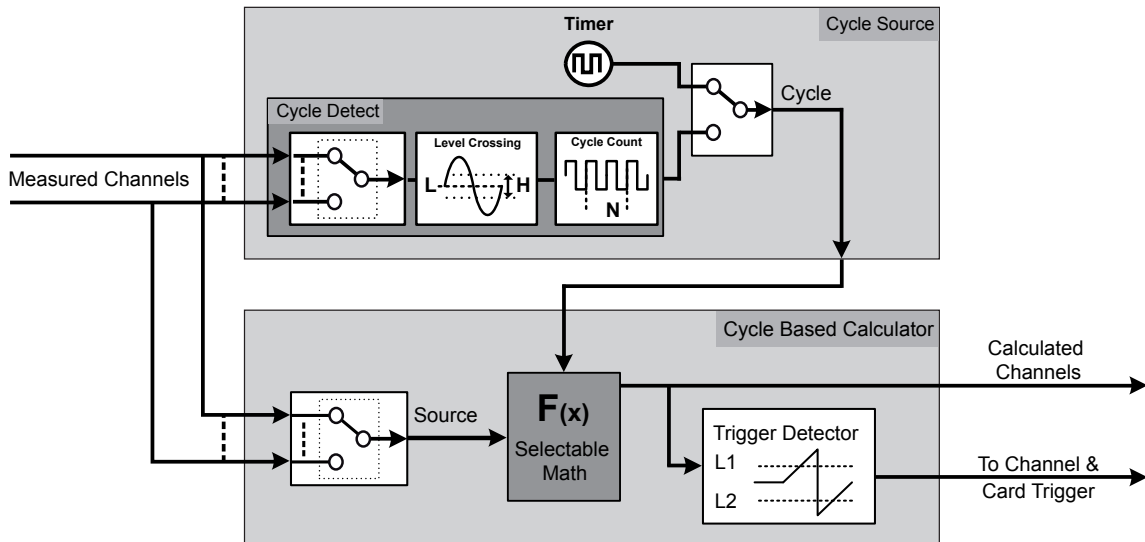 Cycle Source
Timer
Cycle
Cycle Detect
Level Crossing
L
H
Cycle Count
N
Measured Channels
Cycle Based Calculator
Source
F(x)
Selectable
Math
Trigger Detector
L1
L2
Calculated
Channels
To Channel &
Card Trigger